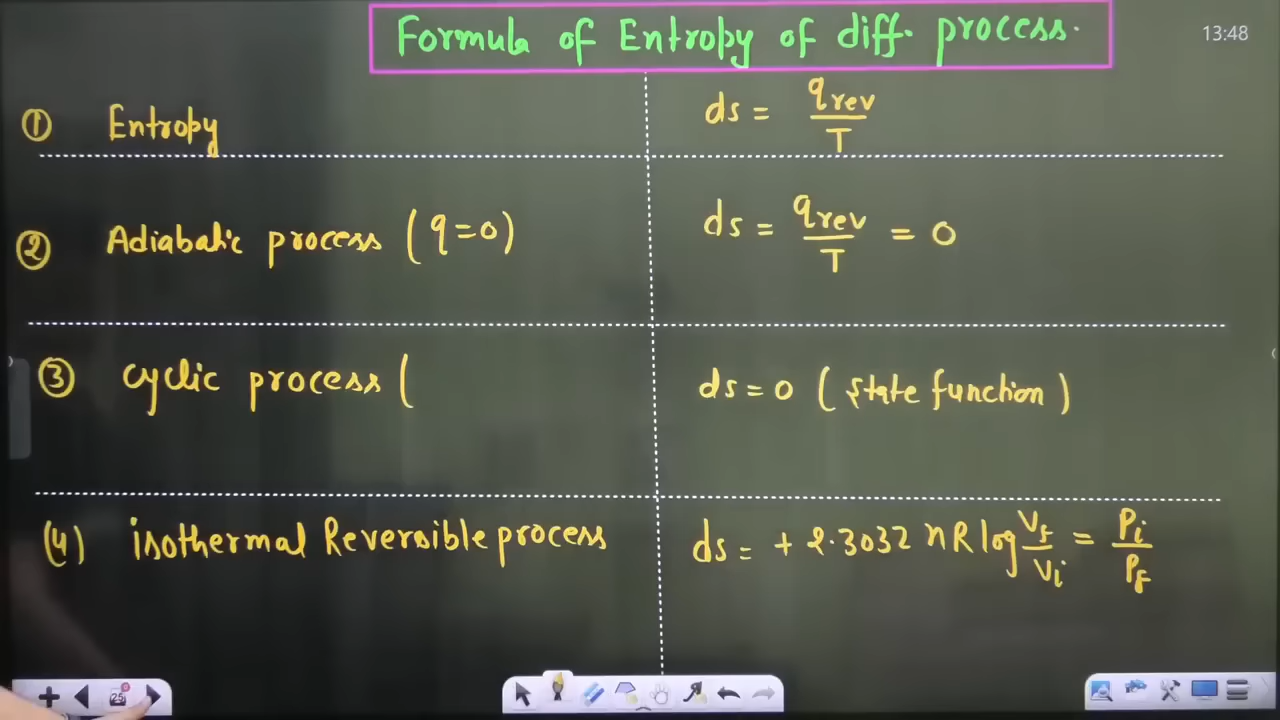 Formula of Entropy of diff. process.
13:48
① Entropy ds = qrev/T
② Adiabatic process (q=0) ds = qrev/T = 0
③ cyclic process ( ds = 0 (state function)
(4) isothermal Reversible process ds = + 2.3032 nR log Vf/Vi = Pi/Pf
25